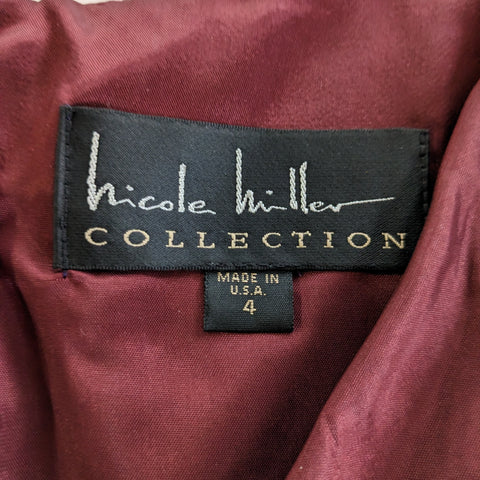 nicole miller
COLLECTION
MADE IN
U.S.A.
4